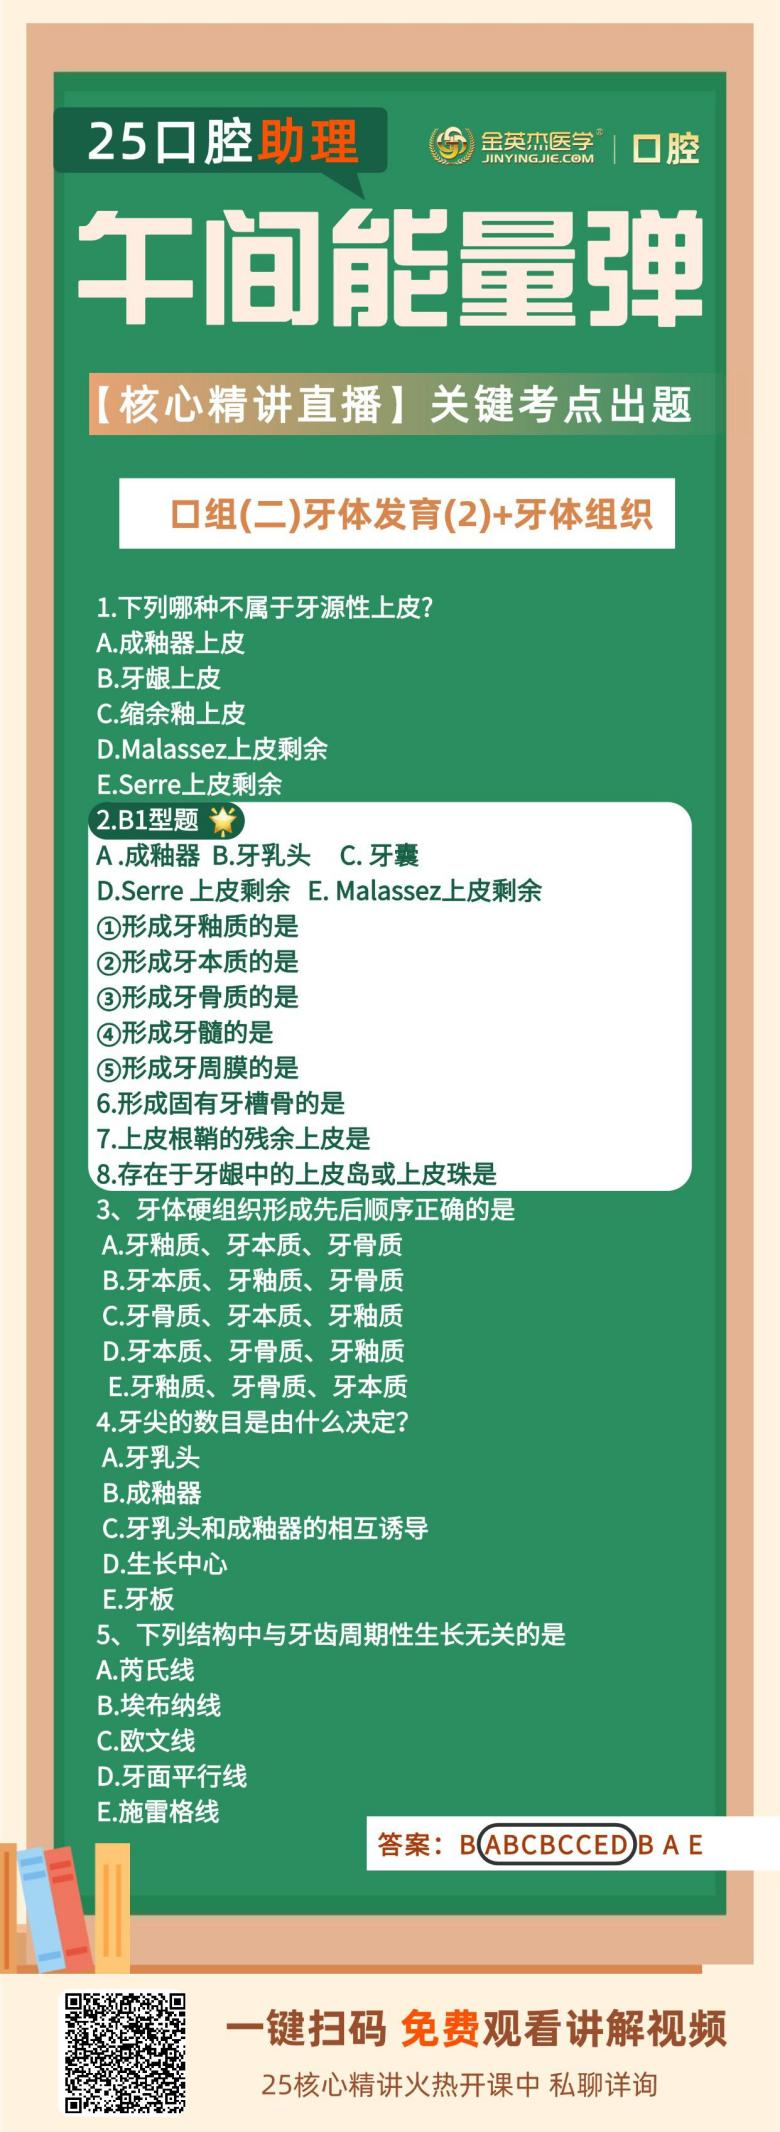 25口腔助理
金英杰医学®
JINYINGJIE.COM
口腔
午间能量弹
【核心精讲直播】关键考点出题
口组(二)牙体发育(2)+牙体组织
1.下列哪种不属于牙源性上皮?
A.成釉器上皮
B.牙龈上皮
C.缩余釉上皮
D.Malassez上皮剩余
E.Serre上皮剩余
2.B1型题
A .成釉器 B.牙乳头 C. 牙囊
D.Serre 上皮剩余 E. Malassez上皮剩余
①形成牙釉质的是
②形成牙本质的是
③形成牙骨质的是
④形成牙髓的是
⑤形成牙周膜的是
6.形成固有牙槽骨的是
7.上皮根鞘的残余上皮是
8.存在于牙龈中的上皮岛或上皮珠是
3、牙体硬组织形成先后顺序正确的是
A.牙釉质、牙本质、牙骨质
B.牙本质、牙釉质、牙骨质
C.牙骨质、牙本质、牙釉质
D.牙本质、牙骨质、牙釉质
E.牙釉质、牙骨质、牙本质
4.牙尖的数目是由什么决定?
A.牙乳头
B.成釉器
C.牙乳头和成釉器的相互诱导
D.生长中心
E.牙板
5、下列结构中与牙齿周期性生长无关的是
A.芮氏线
B.埃布纳线
C.欧文线
D.牙面平行线
E.施雷格线
答案：B ABCBCCED B A E
一键扫码 免费观看讲解视频
25核心精讲火热开课中 私聊详询